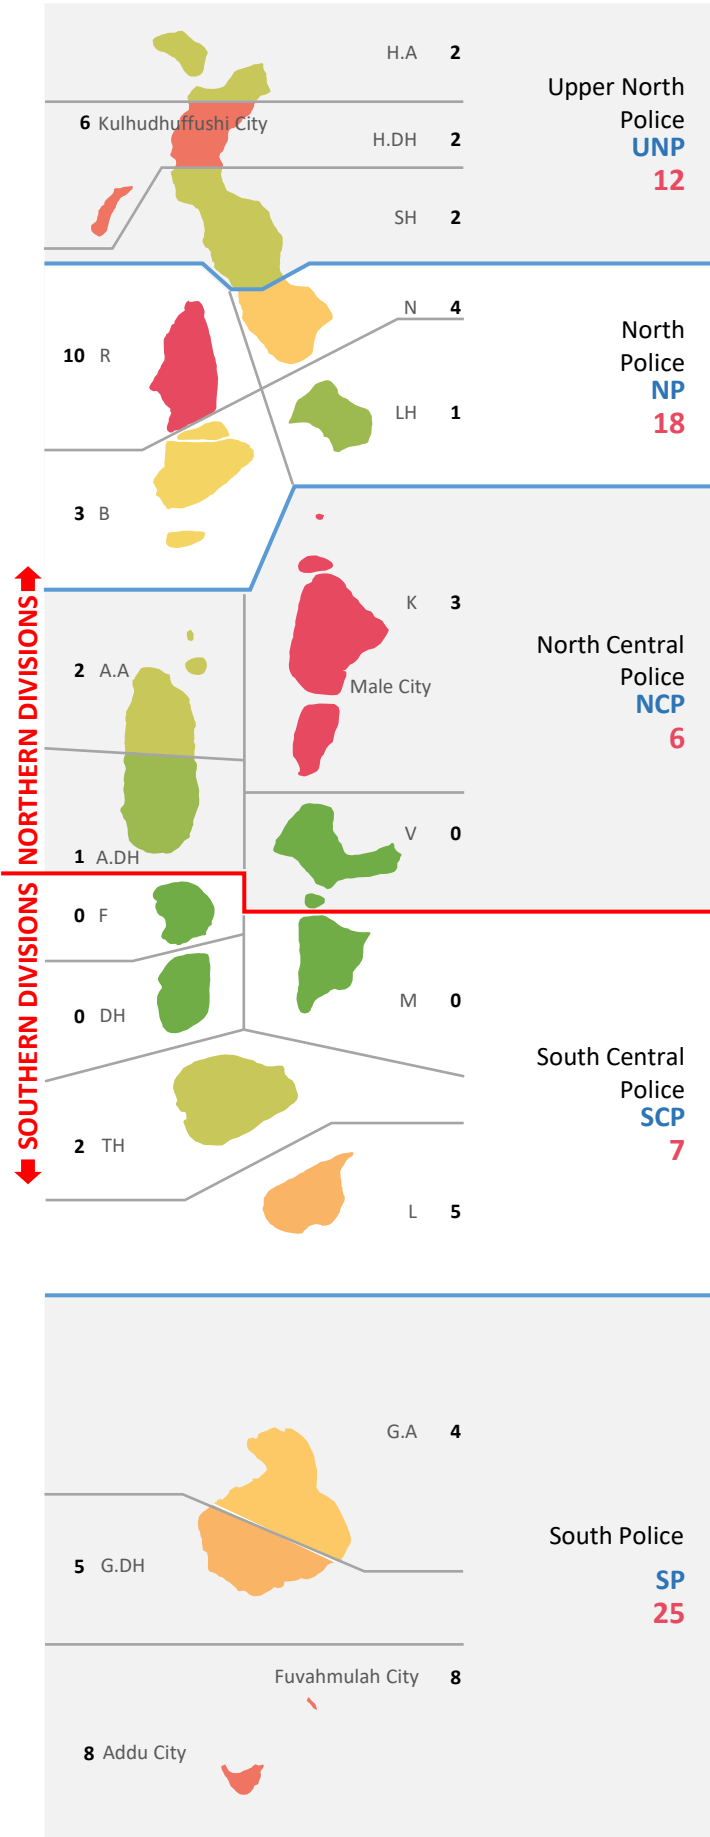 H.A 2
6 Kulhudhuffushi City
H.DH 2
SH 2
Upper North
Police
UNP
12
N 4
10 R
LH 1
3 B
North
Police
NP
18
K 3
2 A.A
Male City
1 A.DH
V 0
North Central
Police
NCP
6
NORTHERN DIVISIONS
SOUTHERN DIVISIONS
0 F
0 DH
M 0
2 TH
L 5
South Central
Police
SCP
7
G.A 4
5 G.DH
South Police
SP
25
Fuvahmulah City 8
8 Addu City